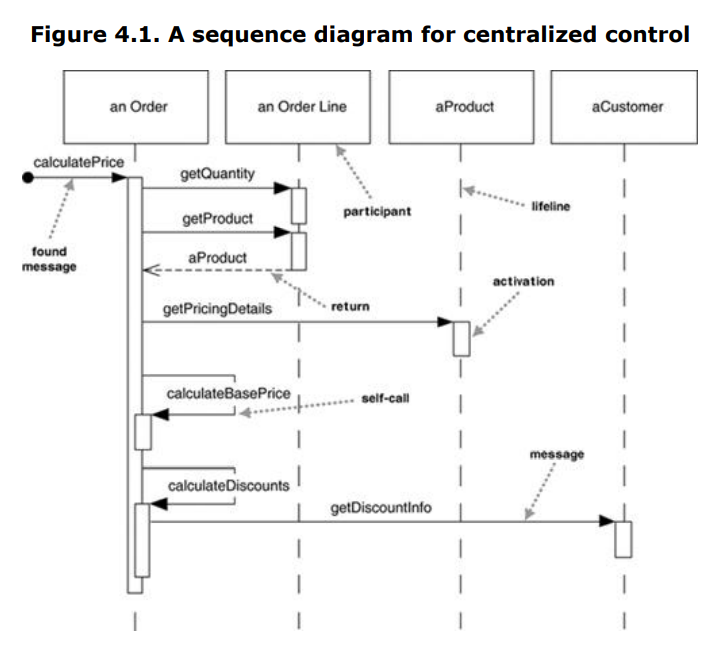 Figure 4.1. A sequence diagram for centralized control
an Order
an Order Line
aProduct
aCustomer
calculatePrice
getQuantity
participant
lifeline
getProduct
found
message
aProduct
activation
return
getPricingDetails
calculateBasePrice
self-call
message
calculateDiscounts
getDiscountInfo